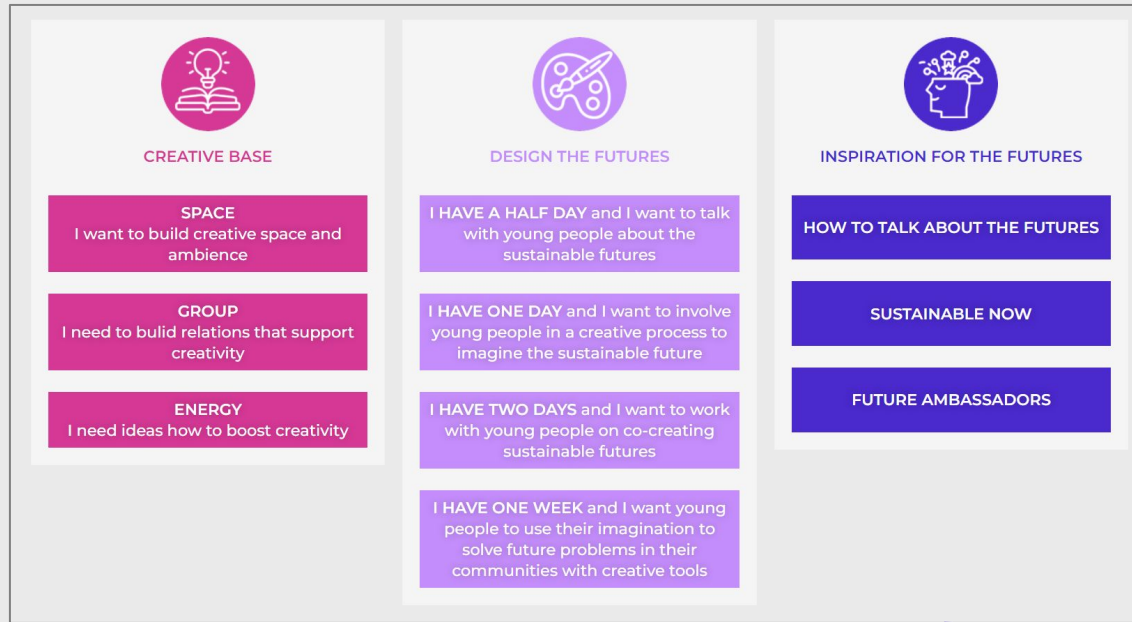 CREATIVE BASE
SPACE
I want to build creative space and
ambience
GROUP
I need to bulid relations that support
creativity
ENERGY
I need ideas how to boost creativity
DESIGN THE FUTURES
I HAVE A HALF DAY and I want to talk
with young people about the
sustainable futures
I HAVE ONE DAY and I want to involve
young people in a creative process to
imagine the sustainable future
I HAVE TWO DAYS and I want to work
with young people on co-creating
sustainable futures
I HAVE ONE WEEK and I want young
people to use their imagination to
solve future problems in their
communities with creative tools
INSPIRATION FOR THE FUTURES
HOW TO TALK ABOUT THE FUTURES
SUSTAINABLE NOW
FUTURE AMBASSADORS